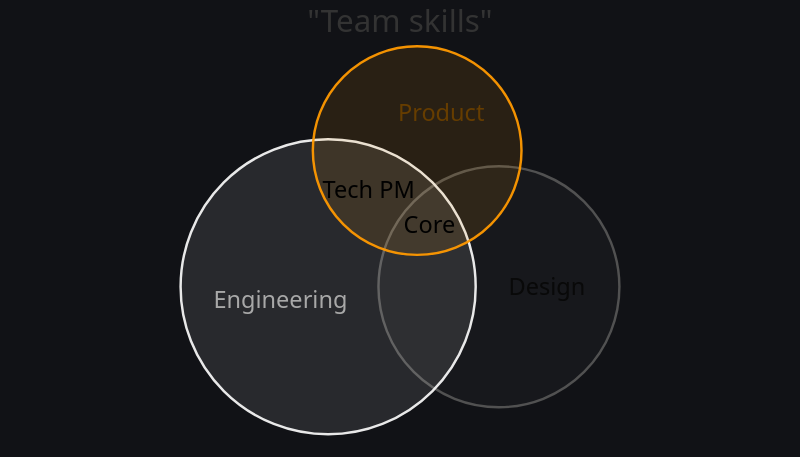 "Team skills"
Product
Tech PM
Core
Engineering
Design